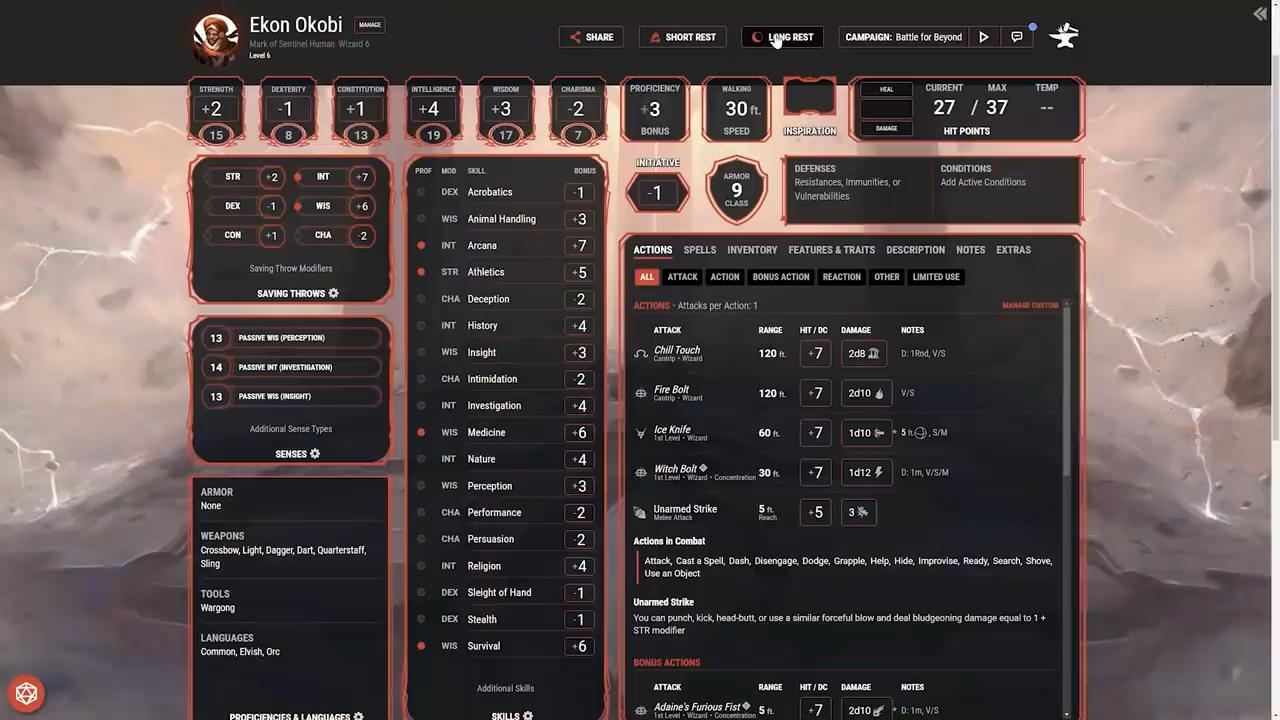 Ekon Okobi
MANAGE
Mark of Sentinel Human Wizard 6
Level 6
SHARE
SHORT REST
LONG REST
CAMPAIGN: Battle for Beyond
STRENGTH
+2
15
DEXTERITY
-1
8
CONSTITUTION
+1
13
INTELLIGENCE
+4
19
WISDOM
+3
17
CHARISMA
-2
7
PROFICIENCY
+3
BONUS
WALKING
30 ft.
SPEED
INSPIRATION
HEAL
DAMAGE
CURRENT
27
/
MAX
37
TEMP
--
HIT POINTS
STR +2
INT +7
DEX -1
WIS +6
CON +1
CHA -2
Saving Throw Modifiers
SAVING THROWS
13 PASSIVE WIS (PERCEPTION)
14 PASSIVE INT (INVESTIGATION)
13 PASSIVE WIS (INSIGHT)
Additional Sense Types
SENSES
ARMOR
None
WEAPONS
Crossbow, Light, Dagger, Dart, Quarterstaff,
Sling
TOOLS
Wargong
LANGUAGES
Common, Elvish, Orc
PROFICIENCIES & LANGUAGES
PROF MOD SKILL BONUS
DEX Acrobatics -1
WIS Animal Handling +3
INT Arcana +7
STR Athletics +5
CHA Deception -2
INT History +4
WIS Insight +3
CHA Intimidation -2
INT Investigation +4
WIS Medicine +6
INT Nature +4
WIS Perception +3
CHA Performance -2
CHA Persuasion -2
INT Religion +4
DEX Sleight of Hand -1
DEX Stealth -1
WIS Survival +6
Additional Skills
SKILLS
INITIATIVE
-1
ARMOR
9
CLASS
DEFENSES
Resistances, Immunities, or
Vulnerabilities
CONDITIONS
Add Active Conditions
ACTIONS SPELLS INVENTORY FEATURES & TRAITS DESCRIPTION NOTES EXTRAS
ALL ATTACK ACTION BONUS ACTION REACTION OTHER LIMITED USE
ACTIONS • Attacks per Action: 1
MANAGE CUSTOM
ATTACK RANGE HIT / DC DAMAGE NOTES
Chill Touch 120 ft. +7 2d8 D: 1Rnd, V/S
Cantrip • Wizard
Fire Bolt 120 ft. +7 2d10 V/S
Cantrip • Wizard
Ice Knife 60 ft. +7 1d10 * 5 ft. , S/M
1st Level • Wizard
Witch Bolt 30 ft. +7 1d12 D: 1m, V/S/M
1st Level • Wizard • Concentration
Unarmed Strike 5 ft. +5 3
Melee Attack Reach
Actions in Combat
Attack, Cast a Spell, Dash, Disengage, Dodge, Grapple, Help, Hide, Improvise, Ready, Search, Shove,
Use an Object
Unarmed Strike
You can punch, kick, head-butt, or use a similar forceful blow and deal bludgeoning damage equal to 1 +
STR modifier
BONUS ACTIONS
ATTACK RANGE HIT / DC DAMAGE NOTES
Adaine's Furious Fist 5 ft. +7 2d10 * D: 1m, V/S
1st Level • Wizard • Concentration